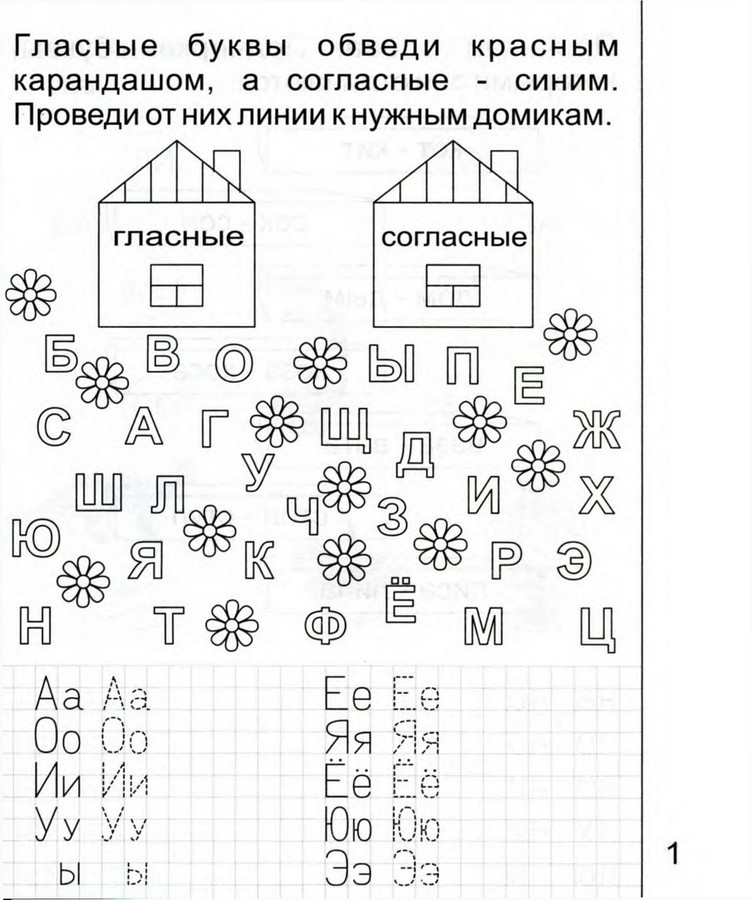 Гласные буквы обведи красным
карандашом, а согласные - синим.
Проведи от них линии к нужным домикам.
гласные согласные
Б В О Ы П Е
С А Г Щ Д Ж
У
Ш Л Ч З И Х
Ю Я К Р Э
Ё
Н Т Ф М Ц
Аа Аа Ее Ее
Оо Оо Яя Яя
Ии Ии Ёё Ёё
Уу Уу Юю Юю
ы ы Ээ Ээ
1